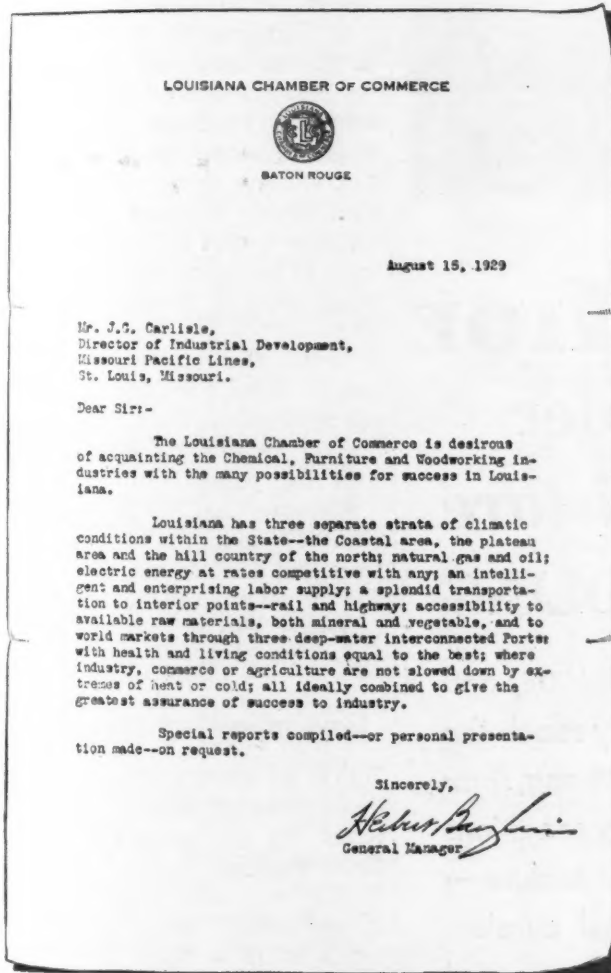 LOUISIANA CHAMBER OF COMMERCE
BATON ROUGE
August 15, 1929
Mr. J.C. Carlisle,
Director of Industrial Development,
Missouri Pacific Lines,
St. Louis, Missouri.
Dear Sir:-
The Louisiana Chamber of Commerce is desirous
of acquainting the Chemical, Furniture and Woodworking in-
dustries with the many possibilities for success in Louis-
iana.
Louisiana has three separate strata of climatic
conditions within the State--the Coastal area, the plateau
area and the hill country of the north; natural gas and oil;
electric energy at rates competitive with any; an intelli-
gent and enterprising labor supply; a splendid transporta-
tion to interior points--rail and highway; accessibility to
available raw materials, both mineral and vegetable, and to
world markets through three deep-water interconnected Ports;
with health and living conditions equal to the best; where
industry, commerce or agriculture are not slowed down by ex-
tremes of heat or cold; all ideally combined to give the
greatest assurance of success to industry.
Special reports compiled--or personal presenta-
tion made--on request.
Sincerely,
General Manager